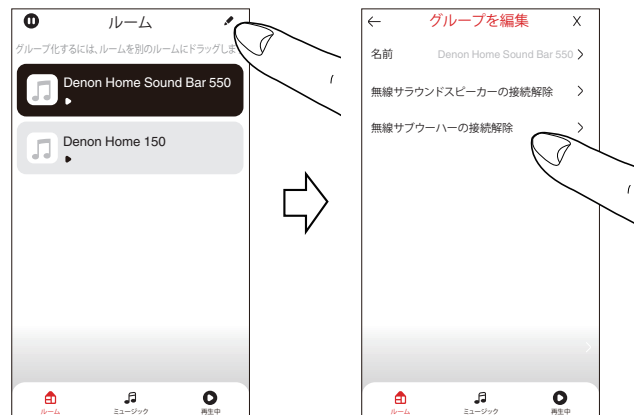 ルーム
グループ化するには、ルームを別のルームにドラッグしま
Denon Home Sound Bar 550
Denon Home 150
ルーム
ミュージック
再生中
グループを編集
X
名前
Denon Home Sound Bar 550
無線サラウンドスピーカーの接続解除
無線サブウーハーの接続解除
ルーム
ミュージック
再生中